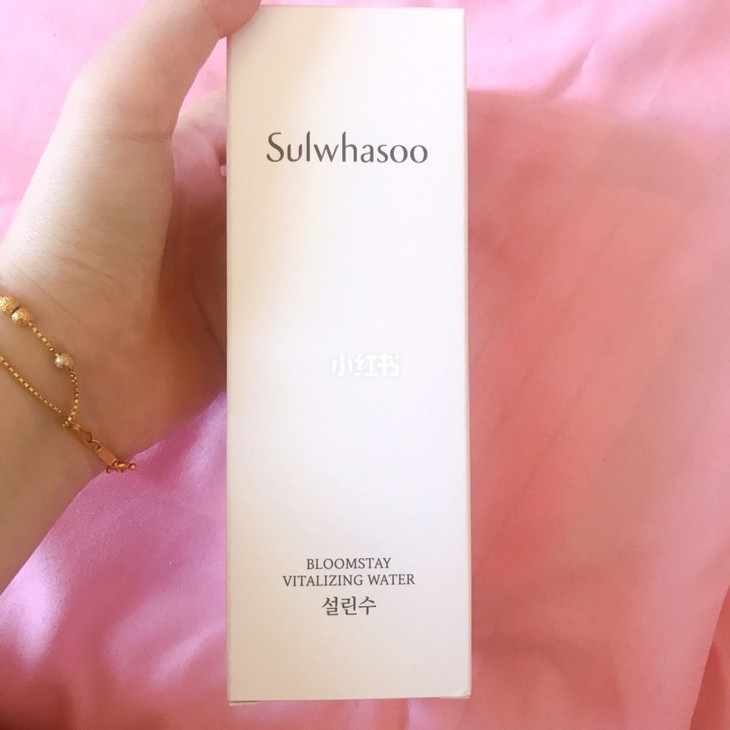 Sulwhasoo
小红书
BLOOMSTAY
VITALIZING WATER
설린수